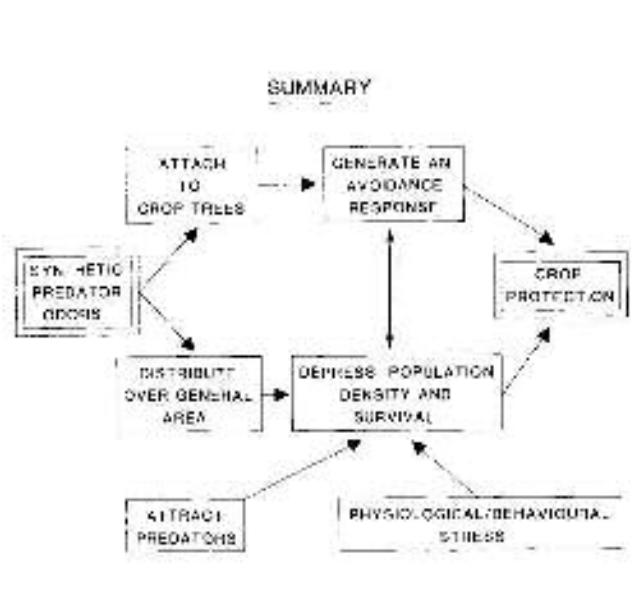 SUMMARY
ATTACH
TO
CROP TREES
GENERATE AN
AVOIDANCE
RESPONSE
SYNTHETIC
PREDATOR
ODORS
CROP
PROTECTION
DISTRIBUTE
OVER GENERAL
AREA
DEPRESS POPULATION
DENSITY AND
SURVIVAL
ATTRACT
PREDATORS
PHYSIOLOGICAL/BEHAVIOURAL
STRESS